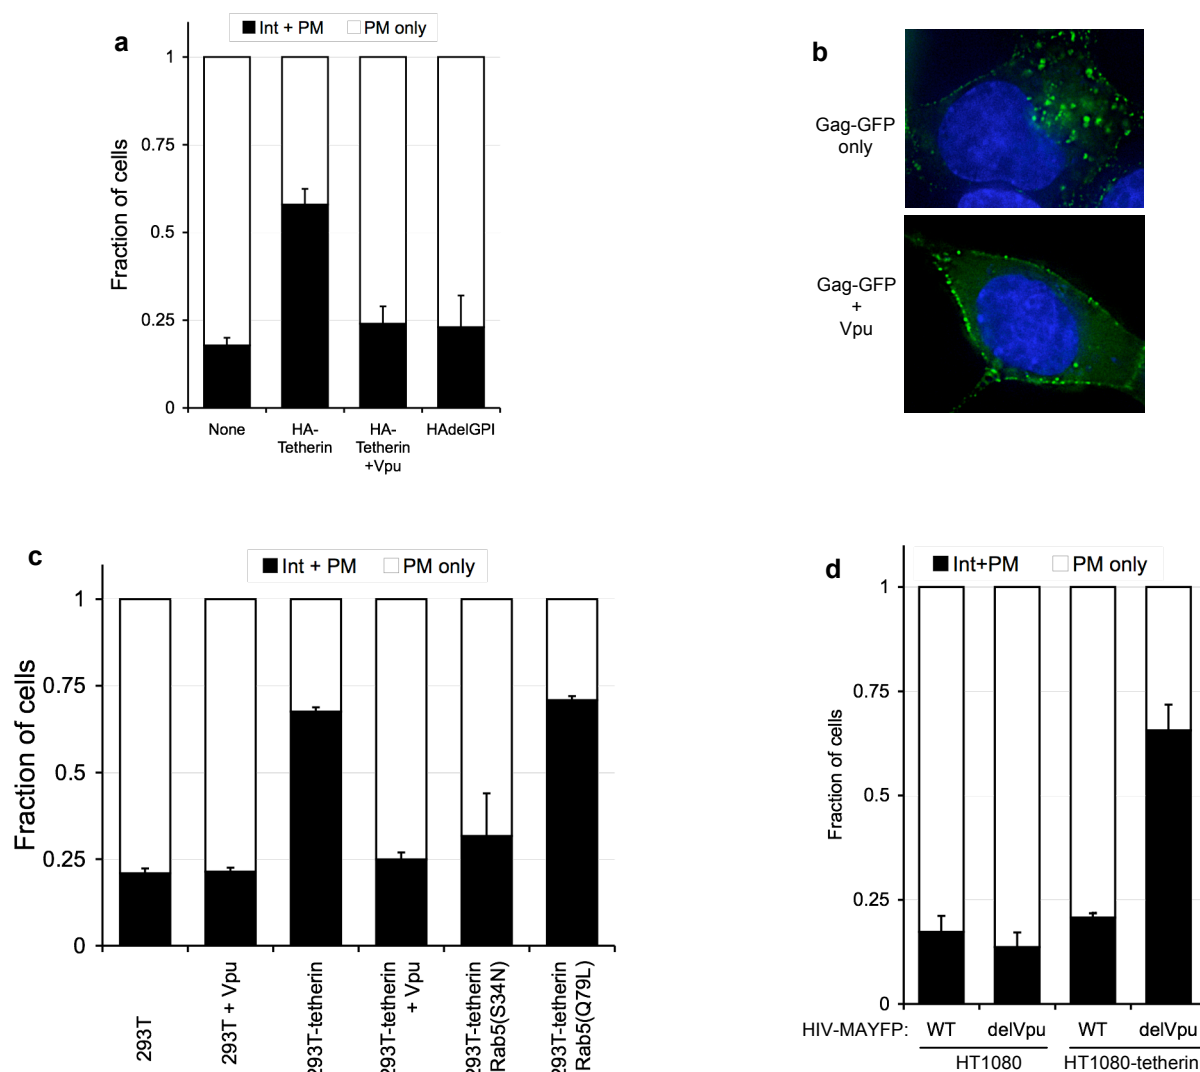 a
Int + PM PM only
1
0.75
0.5
0.25
0
Fraction of cells
None
HA-
Tetherin
HA-
Tetherin
+Vpu
HAdelGPI
b
Gag-GFP
only
Gag-GFP
+
Vpu
c
Int + PM PM only
1
0.75
0.5
0.25
0
Fraction of cells
293T
293T + Vpu
293T-tetherin
293T-tetherin
+ Vpu
293T-tetherin
Rab5(S34N)
293T-tetherin
Rab5(Q79L)
d
Int+PM PM only
1
0.75
0.5
0.25
0
Fraction of cells
HIV-MAYFP: WT delVpu WT delVpu
HT1080 HT1080-tetherin